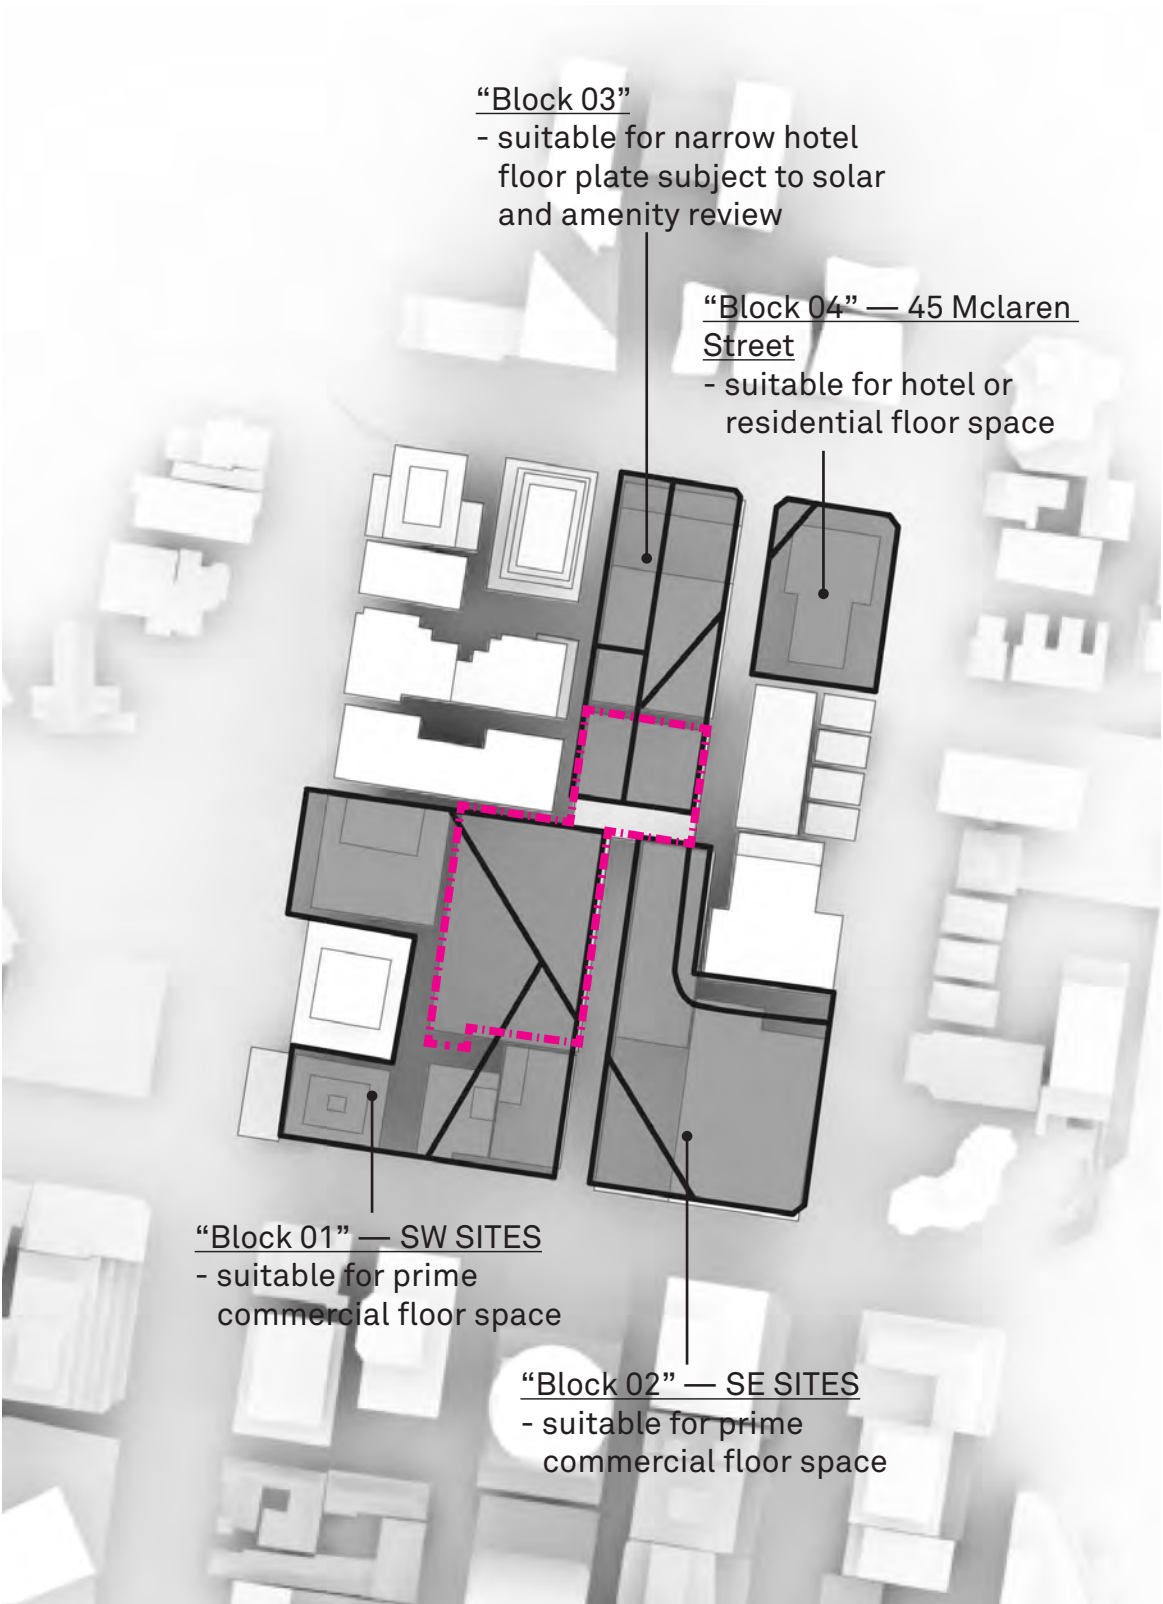 “Block 03”
- suitable for narrow hotel
floor plate subject to solar
and amenity review
“Block 04” — 45 Mclaren
Street
- suitable for hotel or
residential floor space
“Block 01” — SW SITES
- suitable for prime
commercial floor space
“Block 02” — SE SITES
- suitable for prime
commercial floor space